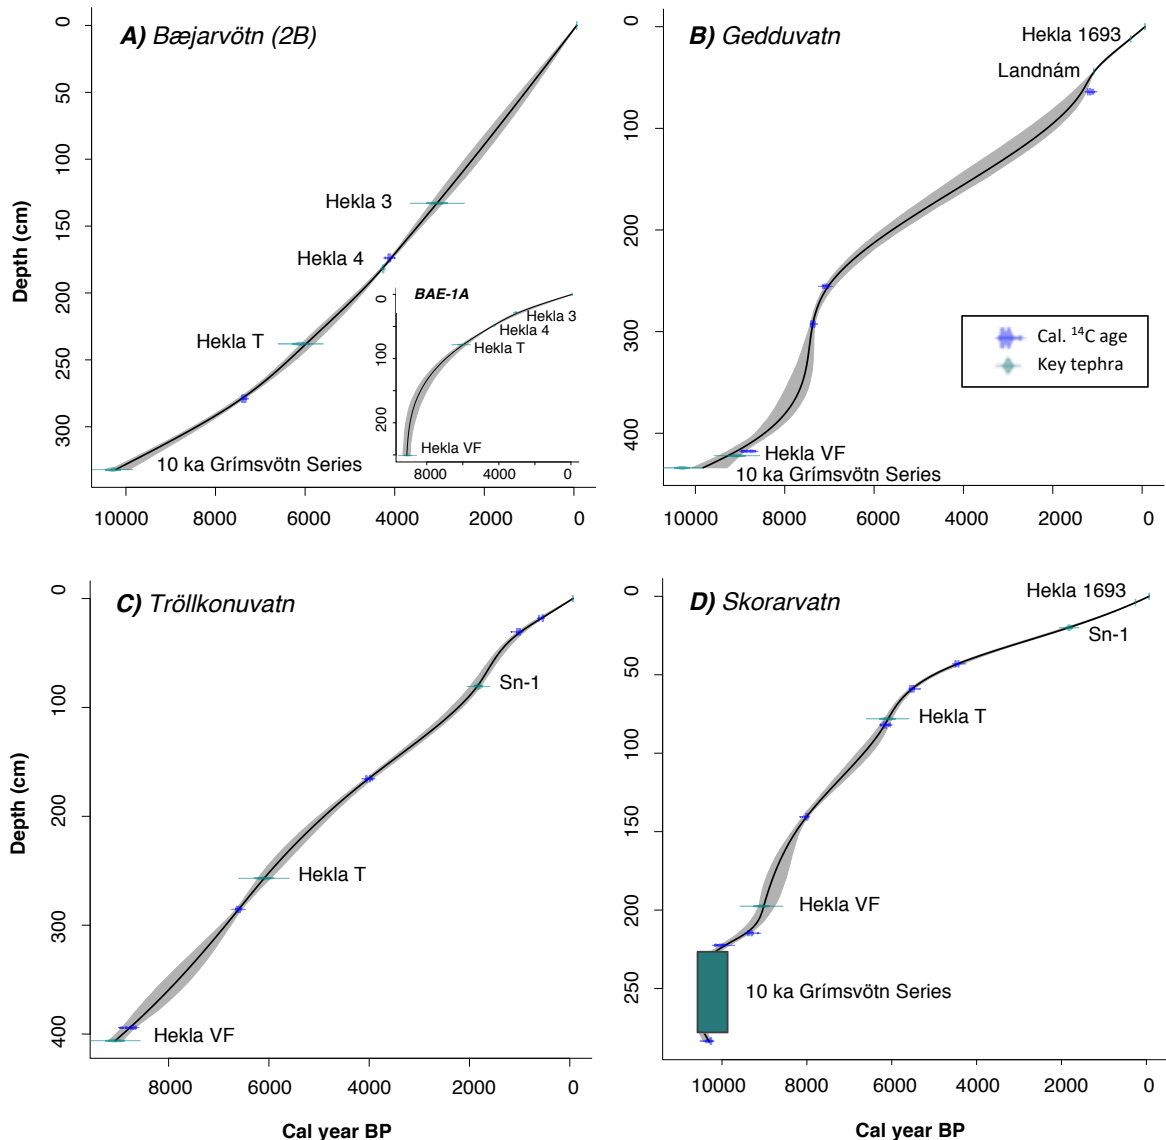 A) Bæjarvötn (2B)
0
50
100
150
200
250
300
Depth (cm)
Hekla 3
Hekla 4
Hekla T
10 ka Grímsvötn Series
10000
8000
6000
4000
2000
0
BAE-1A
0
100
200
Hekla 3
Hekla 4
Hekla T
Hekla VF
8000
4000
0
B) Gedduvatn
0
100
200
300
400
Hekla 1693
Landnám
Cal. ¹⁴C age
Key tephra
Hekla VF
10 ka Grímsvötn Series
10000
8000
6000
4000
2000
0
C) Tröllkonuvatn
0
100
200
300
400
Depth (cm)
Sn-1
Hekla T
Hekla VF
8000
6000
4000
2000
0
Cal year BP
D) Skorarvatn
0
50
100
150
200
250
Hekla 1693
Sn-1
Hekla T
Hekla VF
10 ka Grímsvötn Series
10000
8000
6000
4000
2000
0
Cal year BP